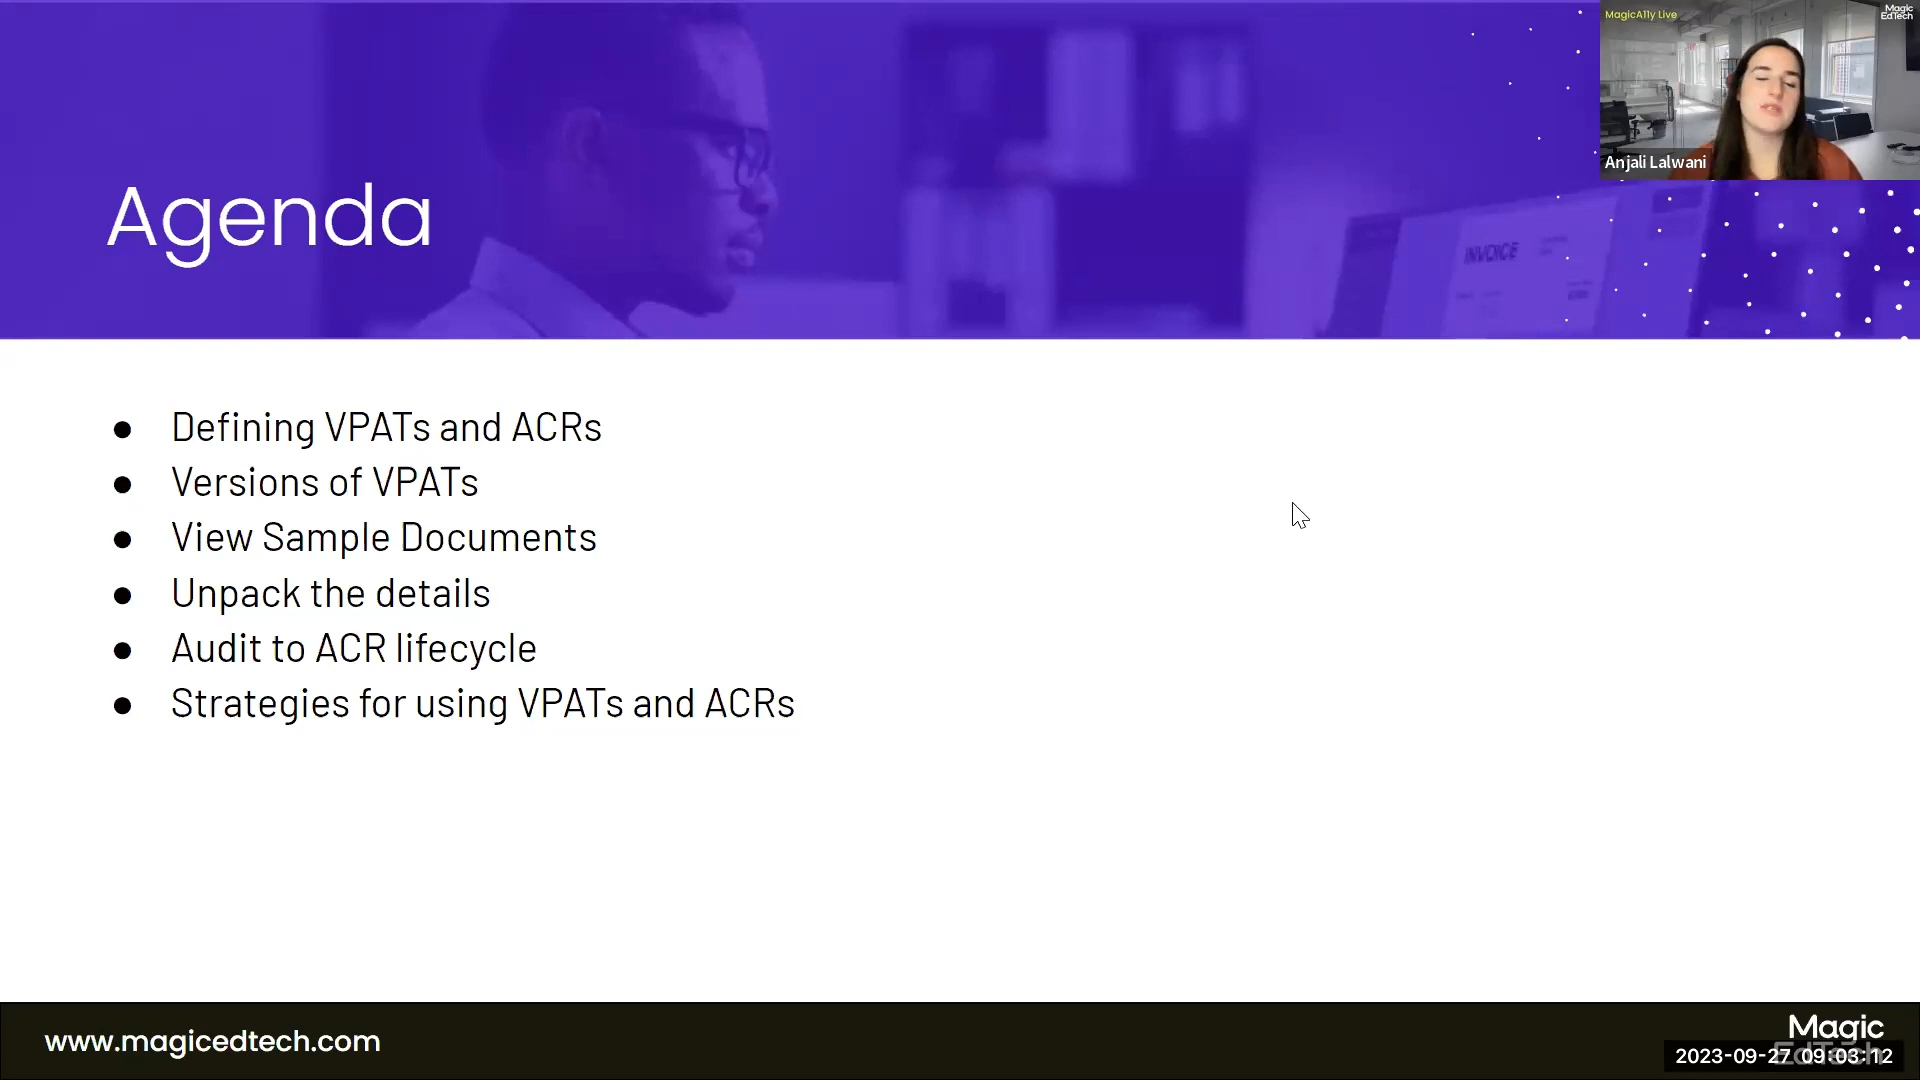 MagicA11y Live
Magic
EdTech
Anjali Lalwani
Agenda
INVOICE
● Defining VPATs and ACRs
● Versions of VPATs
● View Sample Documents
● Unpack the details
● Audit to ACR lifecycle
● Strategies for using VPATs and ACRs
www.magicedtech.com
Magic
EdTech
2023-09-27 09:03:12